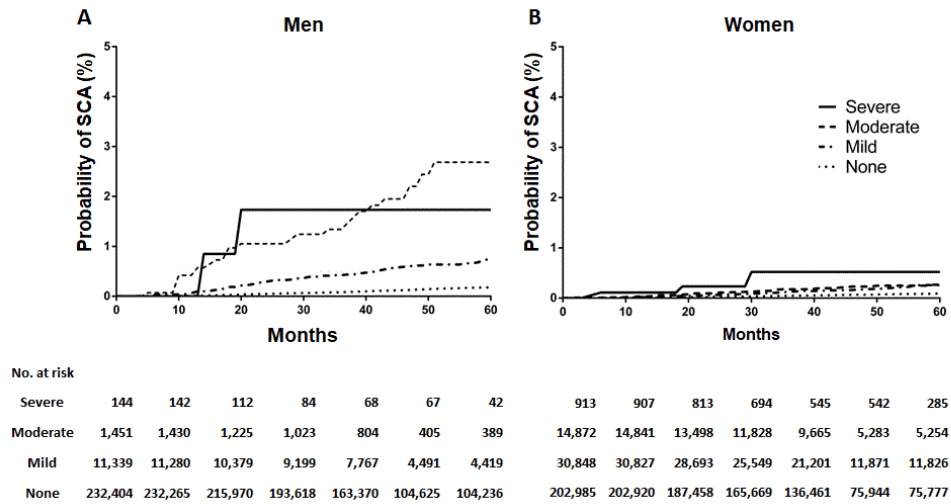 A
Men
Probability of SCA (%)
5
4
3
2
1
0
0 10 20 30 40 50 60
Months
B
Women
Probability of SCA (%)
5
4
3
2
1
0
0 10 20 30 40 50 60
Months
Severe
Moderate
Mild
None
No. at risk
Severe 144 142 112 84 68 67 42 913 907 813 694 545 542 285
Moderate 1,451 1,430 1,225 1,023 804 405 389 14,872 14,841 13,498 11,828 9,665 5,283 5,254
Mild 11,339 11,280 10,379 9,199 7,767 4,491 4,419 30,848 30,827 28,693 25,549 21,201 11,871 11,826
None 232,404 232,265 215,970 193,618 163,370 104,625 104,236 202,985 202,920 187,458 165,669 136,461 75,944 75,777